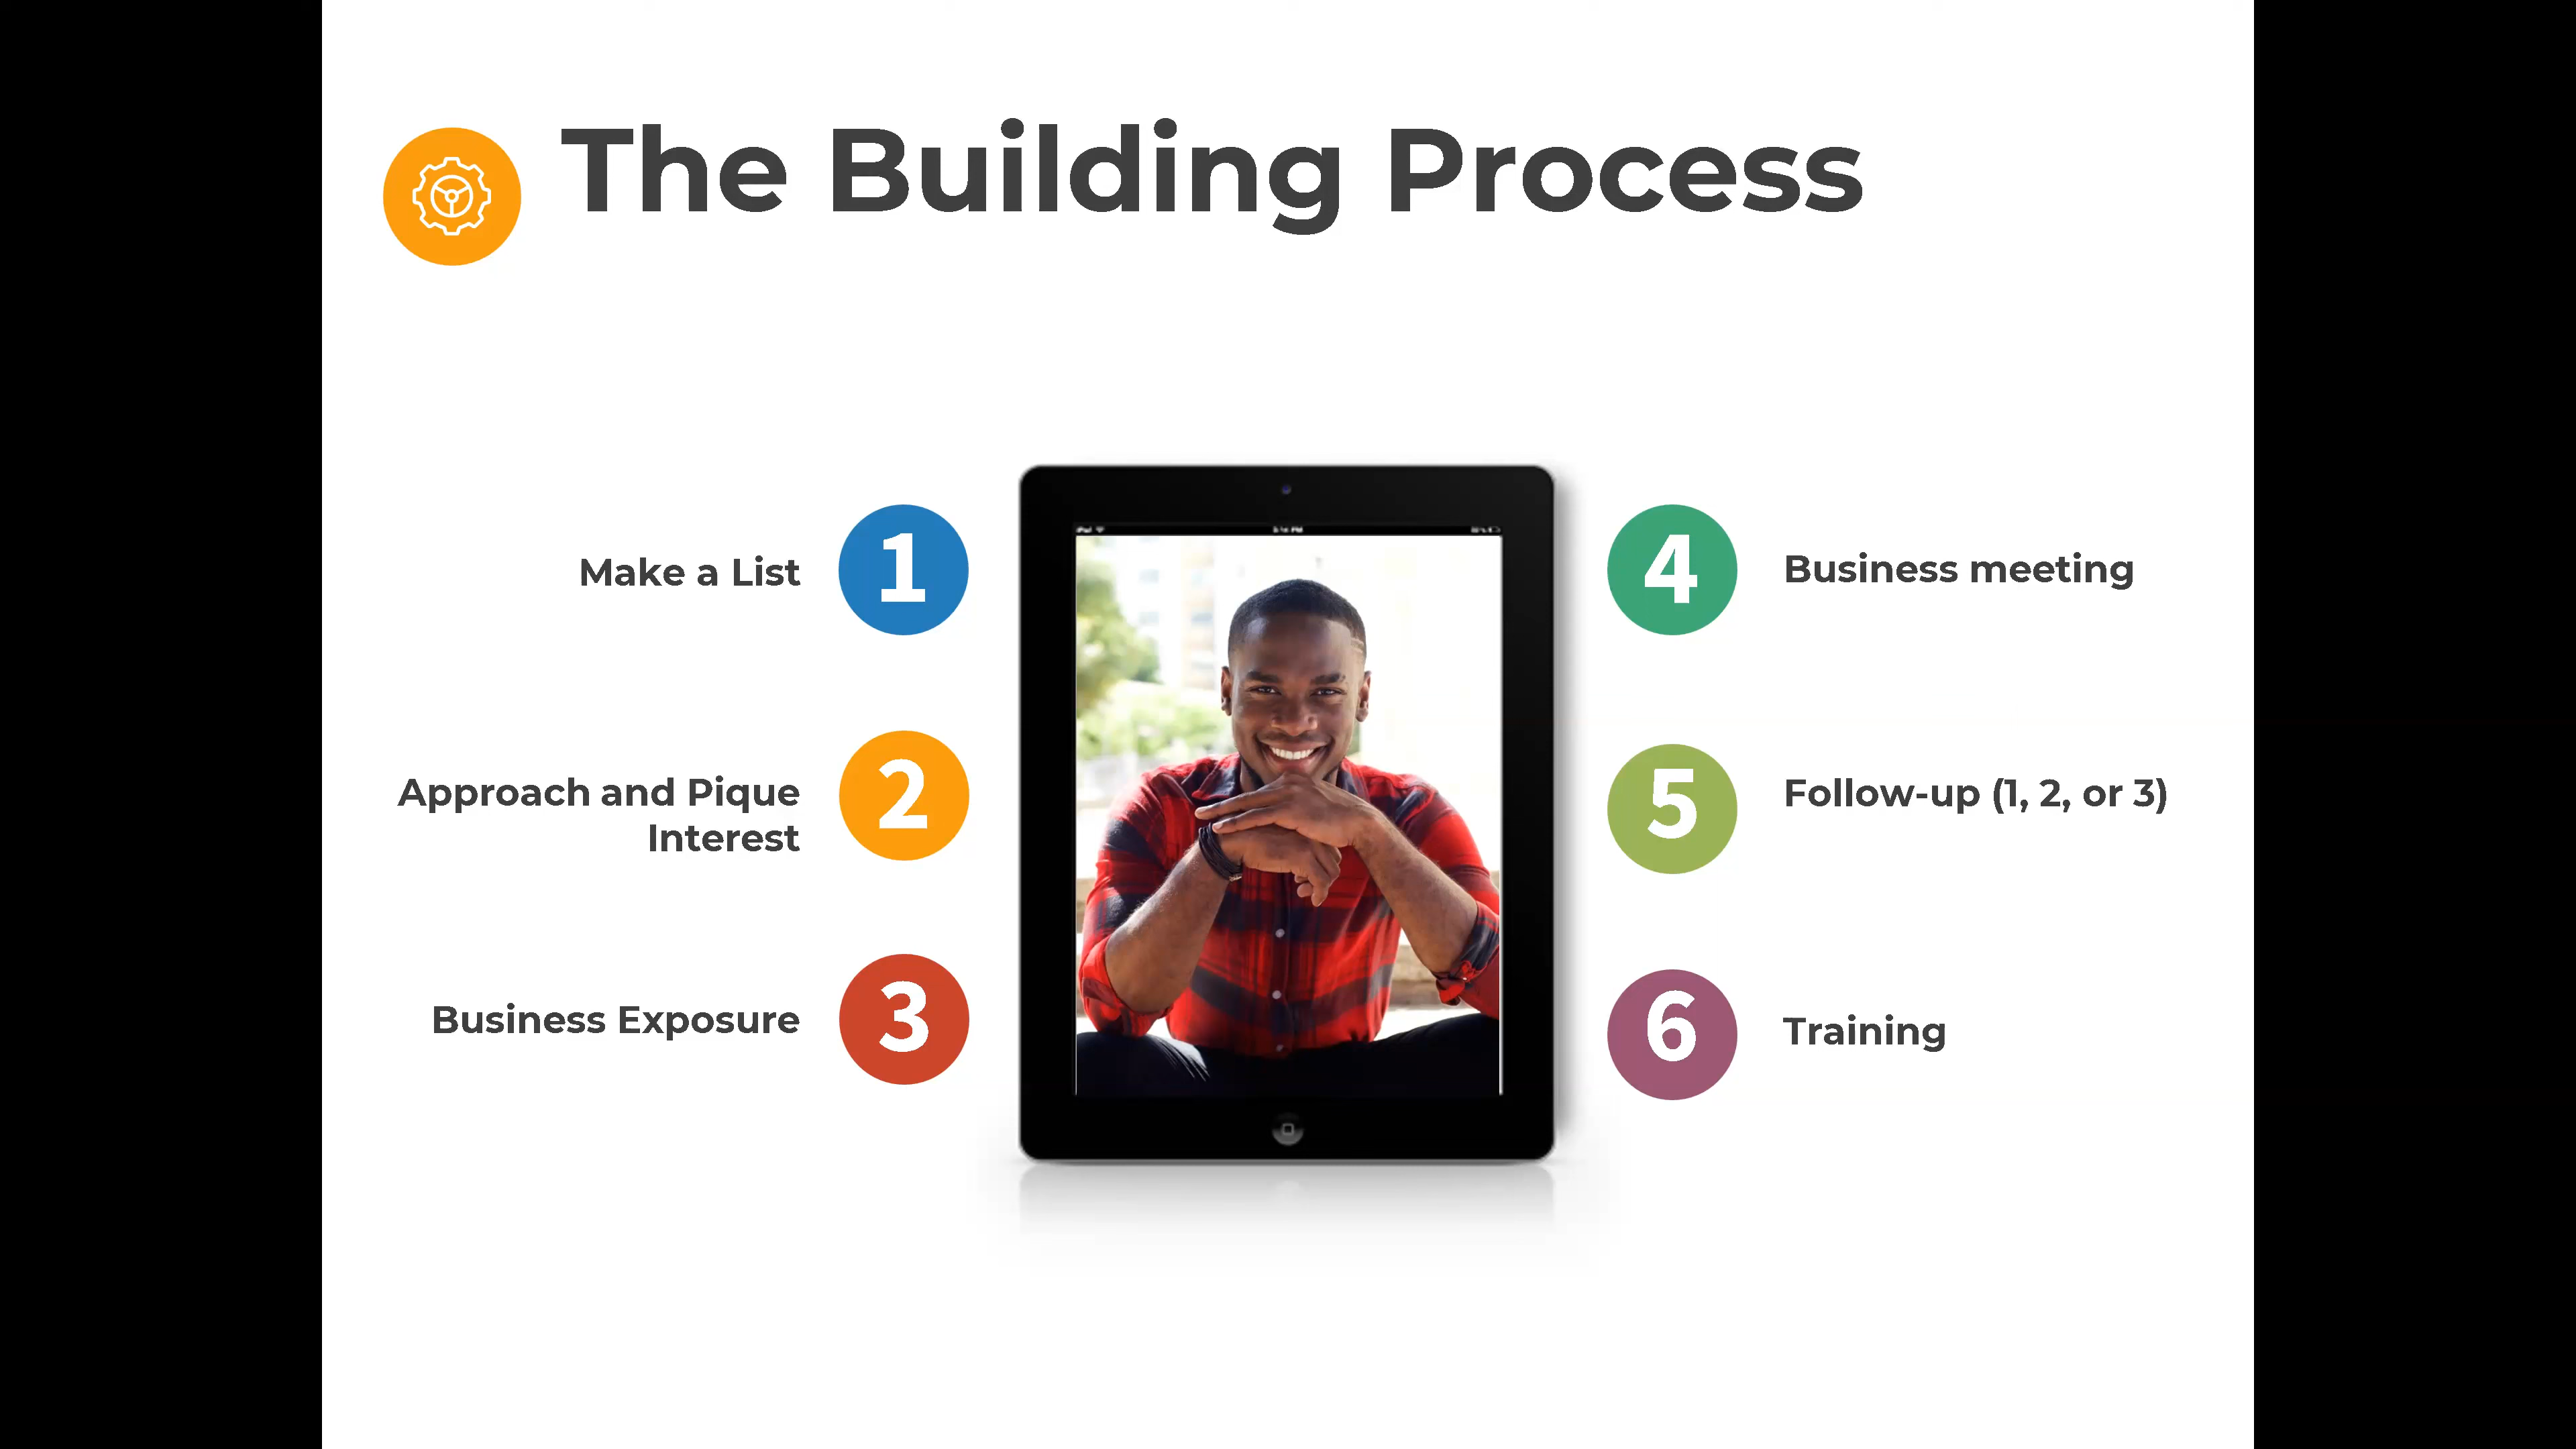 The Building Process
Make a List
1
Approach and Pique
Interest
2
Business Exposure
3
4
Business meeting
5
Follow-up (1, 2, or 3)
6
Training